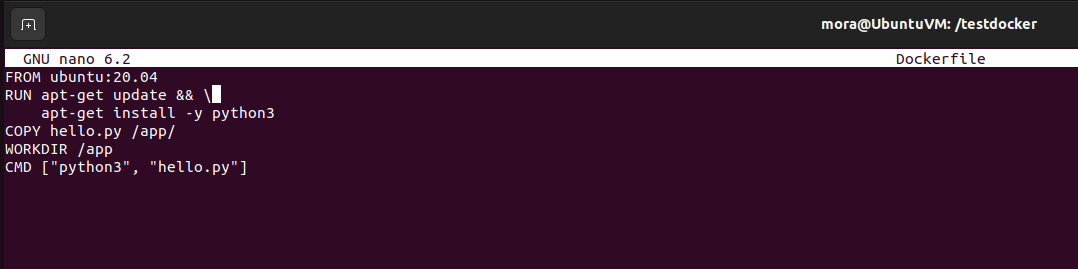 mora@UbuntuVM: /testdocker
GNU nano 6.2 Dockerfile
FROM ubuntu:20.04
RUN apt-get update && \
    apt-get install -y python3
COPY hello.py /app/
WORKDIR /app
CMD ["python3", "hello.py"]